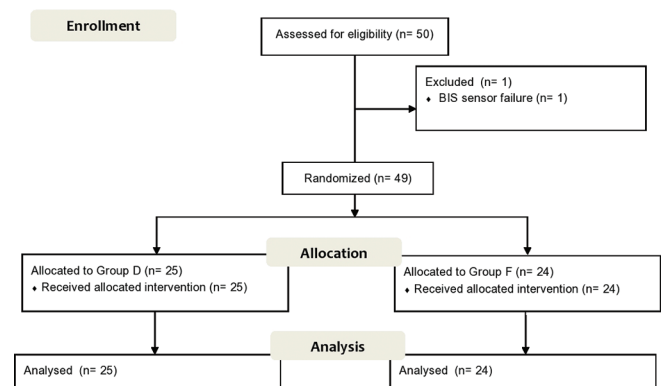 Enrollment
Assessed for eligibility (n= 50)
Excluded (n= 1)
♦ BIS sensor failure (n= 1)
Randomized (n= 49)
Allocation
Allocated to Group D (n= 25)
♦ Received allocated intervention (n= 25)
Allocated to Group F (n= 24)
♦ Received allocated intervention (n= 24)
Analysis
Analysed (n= 25)
Analysed (n= 24)